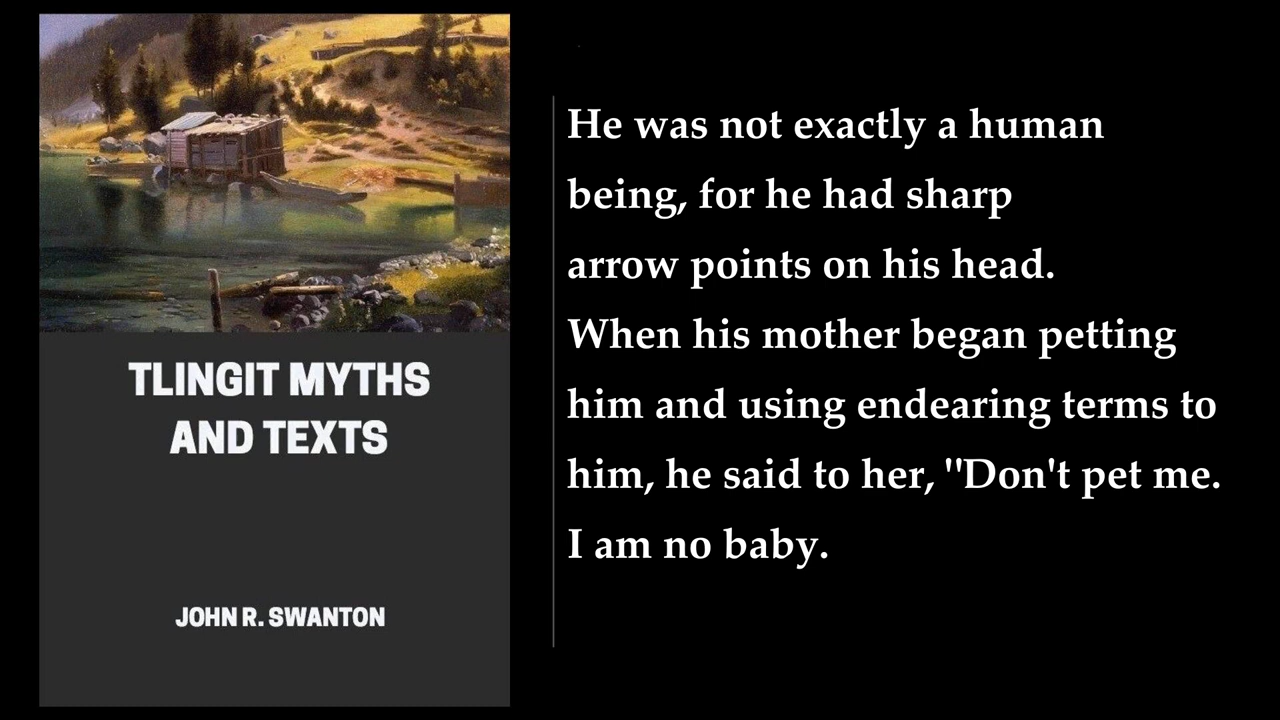 TLINGIT MYTHS
AND TEXTS
JOHN R. SWANTON
He was not exactly a human
being, for he had sharp
arrow points on his head.
When his mother began petting
him and using endearing terms to
him, he said to her, "Don't pet me.
I am no baby.